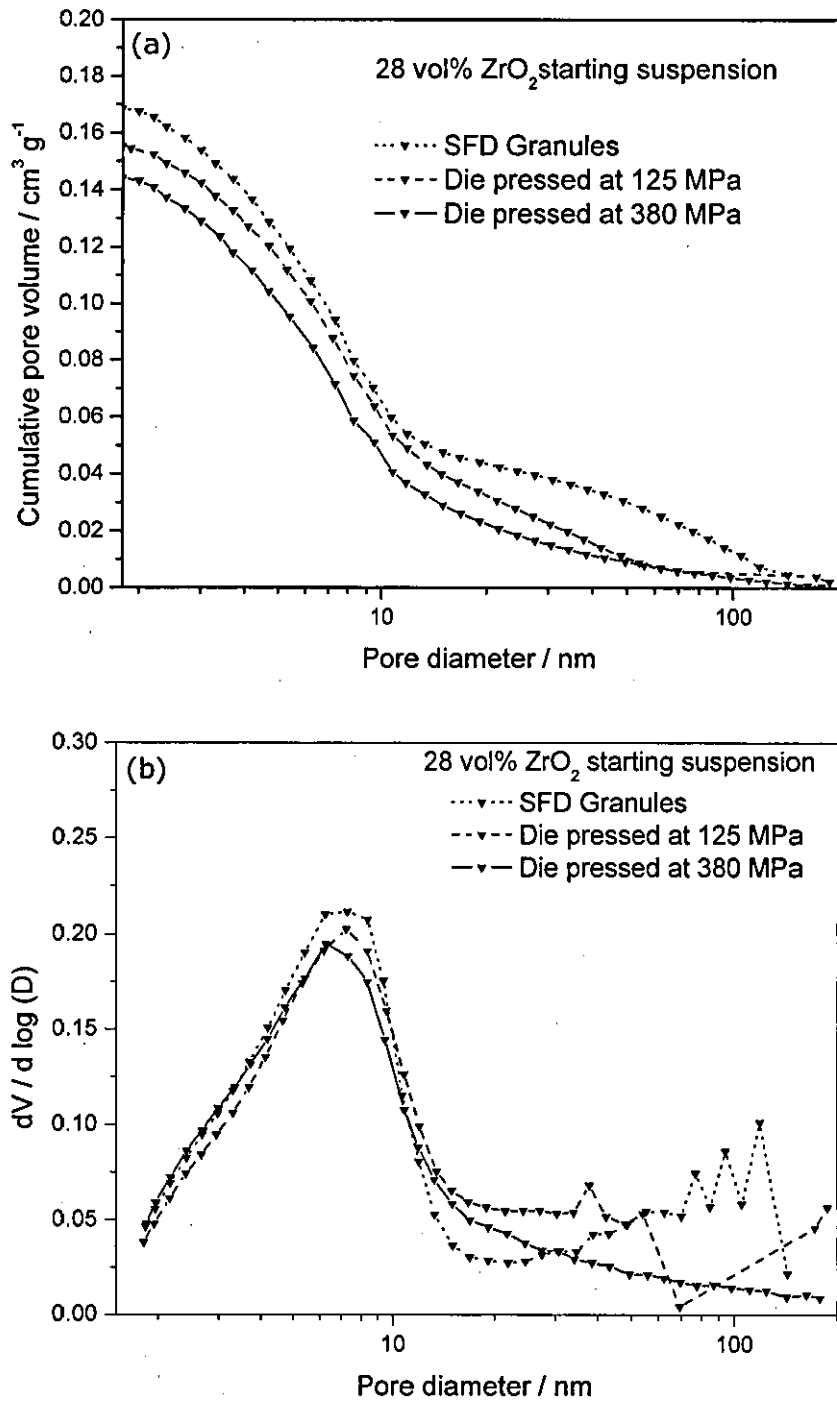 (a)
28 vol% ZrO₂starting suspension
SFD Granules
Die pressed at 125 MPa
Die pressed at 380 MPa
0.20
0.18
0.16
0.14
0.12
0.10
0.08
0.06
0.04
0.02
0.00
Cumulative pore volume / cm³ g⁻¹
10
100
Pore diameter / nm
(b)
28 vol% ZrO₂ starting suspension
SFD Granules
Die pressed at 125 MPa
Die pressed at 380 MPa
0.30
0.25
0.20
0.15
0.10
0.05
0.00
dV / d log (D)
10
100
Pore diameter / nm